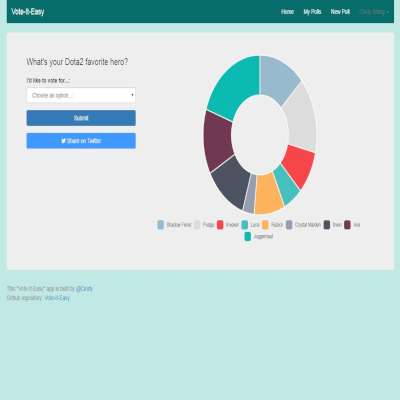 Vote-It-Easy Home My Polls New Poll Cindy Wang
What's your Dota2 favorite hero?
I'd like to vote for...:
Choose an option...
Submit
Share on Twitter
Shadow Fiend Pudge Invoker Luna Rubick Crystal Maiden Sven Axe
Juggernaut
This "Vote-It-Easy" app is built by @Cindy.
Github repository: Vote-It-Easy